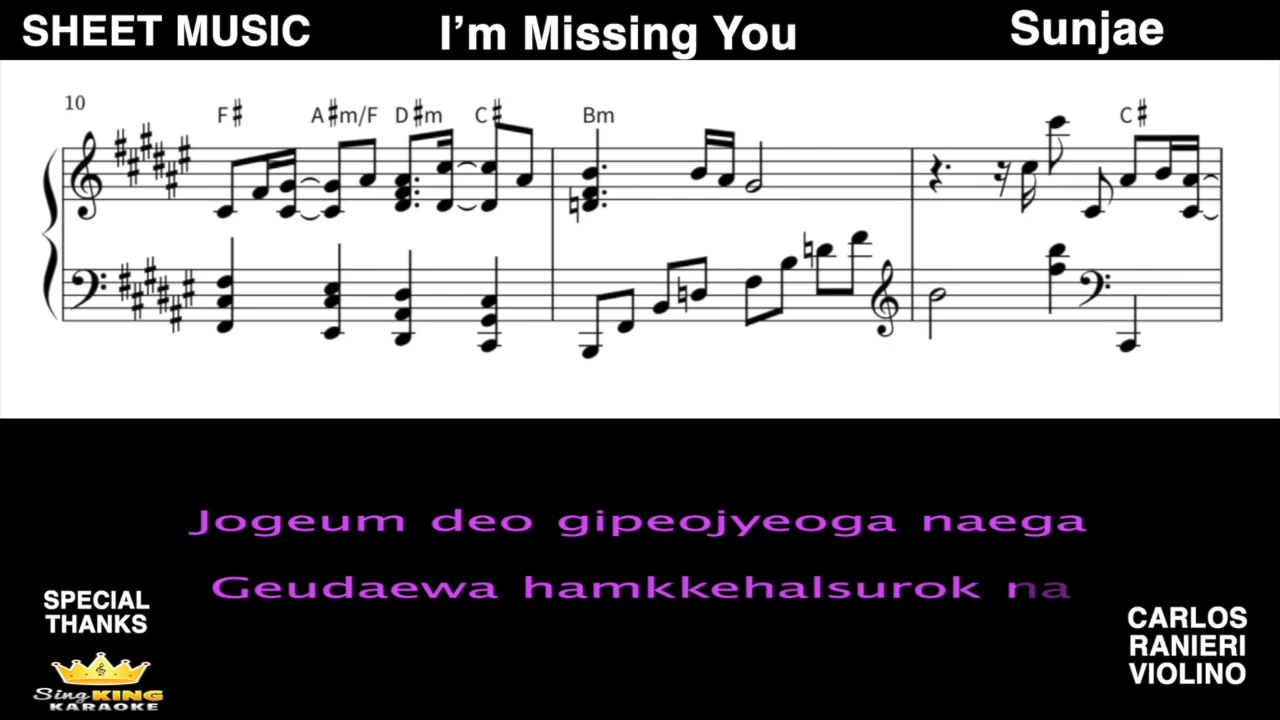 SHEET MUSIC
I'm Missing You
Sunjae
10
F♯ A♯m/F D♯m C♯ Bm C♯
Jogeum deo gipeojyeoga naega
Geudaewa hamkkehalsurok na
SPECIAL
THANKS
Sing KING
KARAOKE
CARLOS
RANIERI
VIOLINO